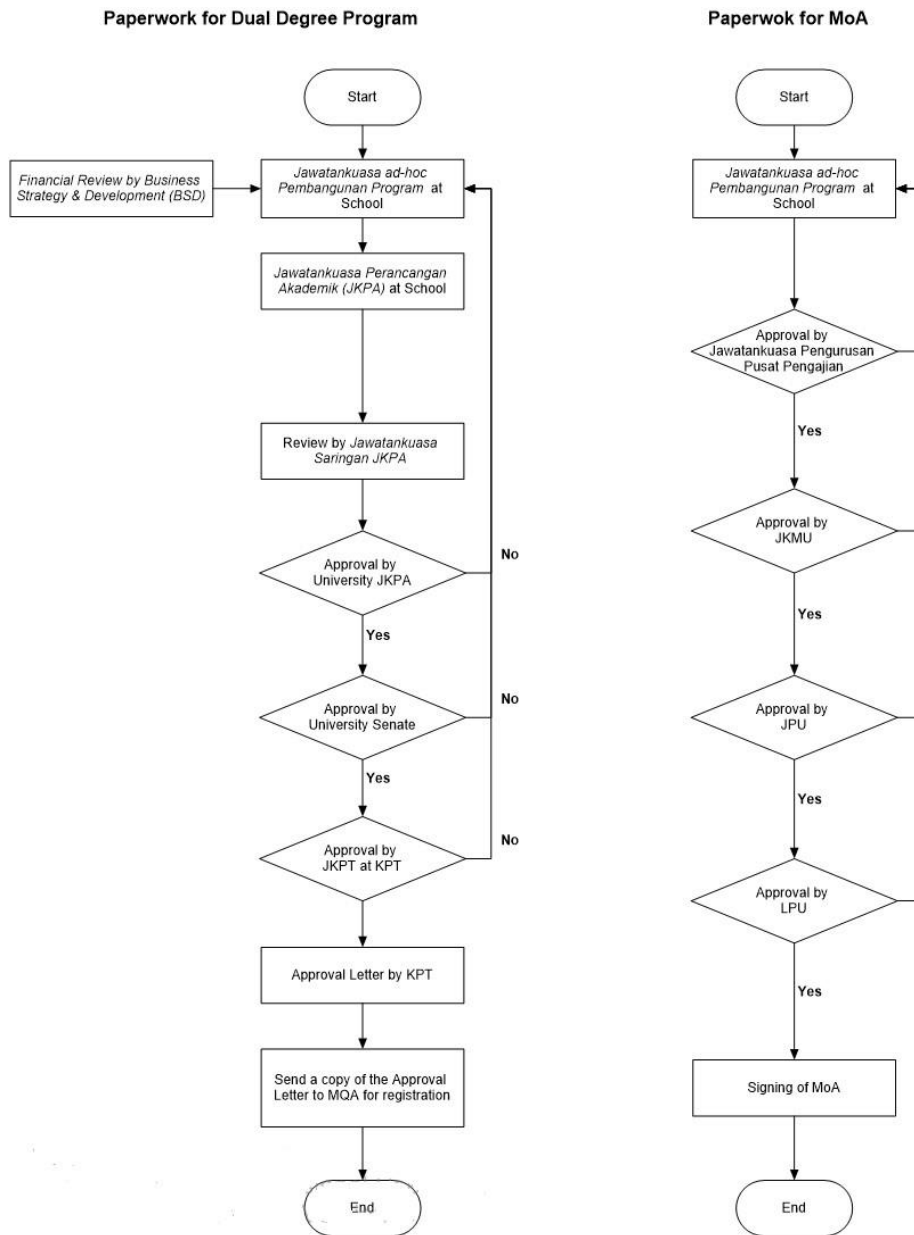 Paperwork for Dual Degree Program
Start
Financial Review by Business
Strategy & Development (BSD)
Jawatankuasa ad-hoc
Pembangunan Program at
School
Jawatankuasa Perancangan
Akademik (JKPA) at School
Review by Jawatankuasa
Saringan JKPA
Approval by
University JKPA
No
Yes
Approval by
University Senate
No
Yes
Approval by
JKPT at KPT
No
Approval Letter by KPT
Send a copy of the Approval
Letter to MQA for registration
End
Paperwok for MoA
Start
Jawatankuasa ad-hoc
Pembangunan Program at
School
Approval by
Jawatankuasa Pengurusan
Pusat Pengajian
Yes
Approval by
JKMU
Yes
Approval by
JPU
Yes
Approval by
LPU
Yes
Signing of MoA
End